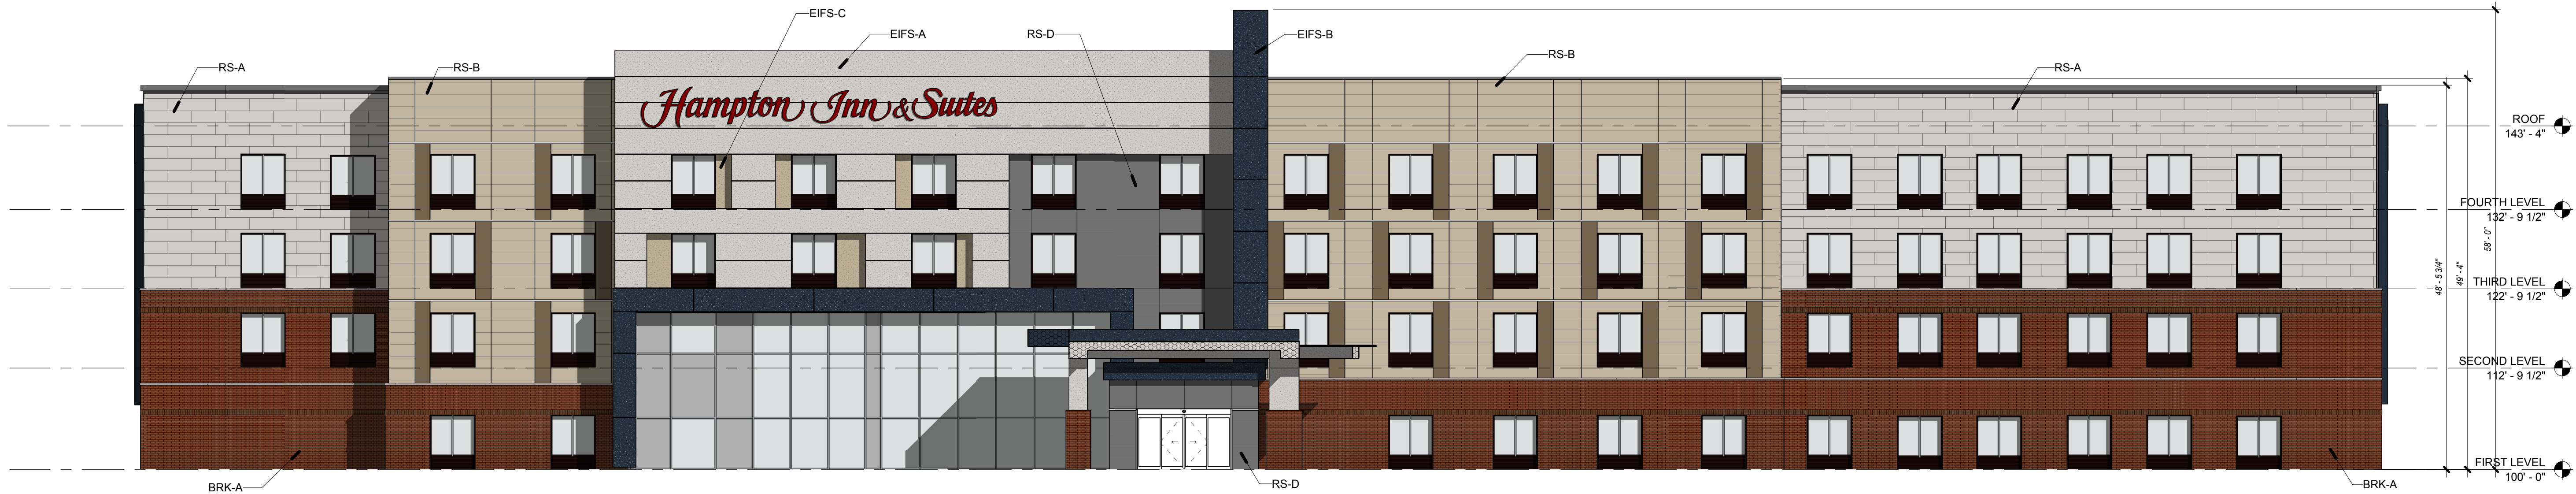 EIFS-C
EIFS-A
RS-D
EIFS-B
RS-B
RS-A
RS-B
RS-A
Hampton Inn & Suites
ROOF
143' - 4"
FOURTH LEVEL
132' - 9 1/2"
58' - 0"
49' - 4"
48' - 5 3/4"
THIRD LEVEL
122' - 9 1/2"
SECOND LEVEL
112' - 9 1/2"
FIRST LEVEL
100' - 0"
BRK-A
RS-D
BRK-A